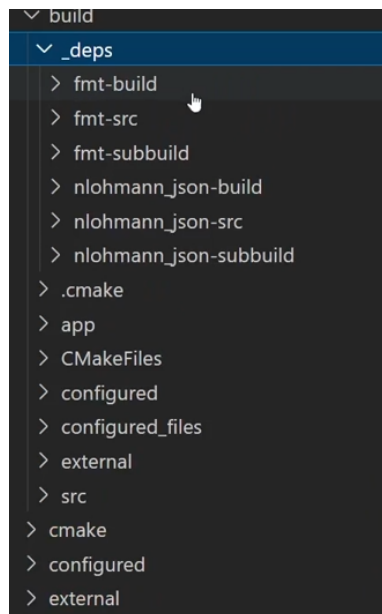 build
_deps
fmt-build
fmt-src
fmt-subbuild
nlohmann_json-build
nlohmann_json-src
nlohmann_json-subbuild
.cmake
app
CMakeFiles
configured
configured_files
external
src
cmake
configured
external